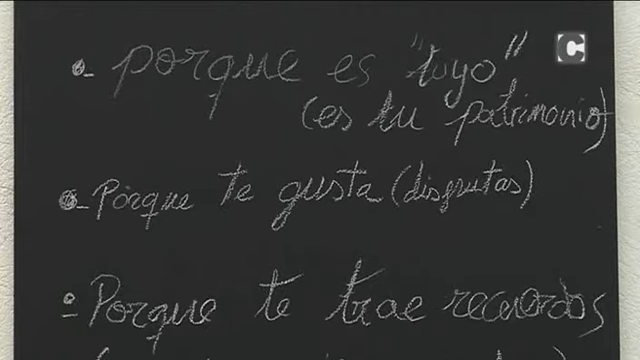 - porque es "tuyo"
(es tu patrimonio)
- Porque te gusta (disfrutas)
- Porque te trae recuerdos
C